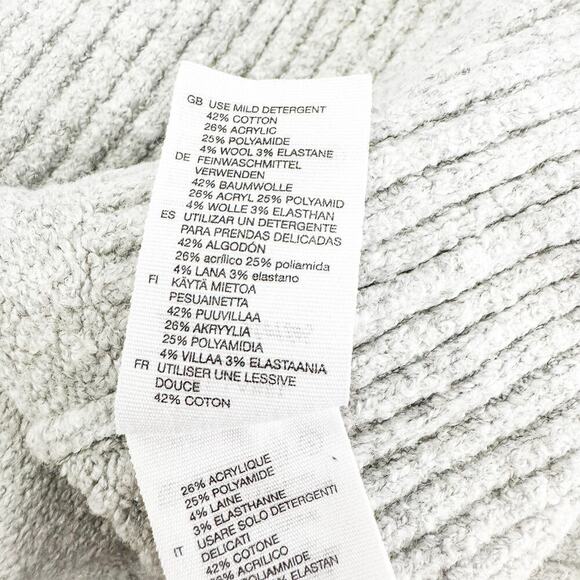 GB USE MILD DETERGENT
42% COTTON
26% ACRYLIC
25% POLYAMIDE
4% WOOL 3% ELASTANE
DE FEINWASCHMITTEL
VERWENDEN
42% BAUMWOLLE
26% ACRYL 25% POLYAMID
4% WOLLE 3% ELASTHAN
ES UTILIZAR UN DETERGENTE
PARA PRENDAS DELICADAS
42% ALGODÓN
26% acrílico 25% poliamida
4% LANA 3% elastano
FI KÄYTÄ MIETOA
PESUAINETTA
42% PUUVILLAA
26% AKRYYLIA
25% POLYAMIDIA
4% VILLAA 3% ELASTAANIA
FR UTILISER UNE LESSIVE
DOUCE
42% COTON
26% ACRYLIQUE
25% POLYAMIDE
4% LAINE
3% ELASTHANNE
IT USARE SOLO DETERGENTI
DELICATI
42% COTONE
26% ACRILICO
POLIAMMIDE